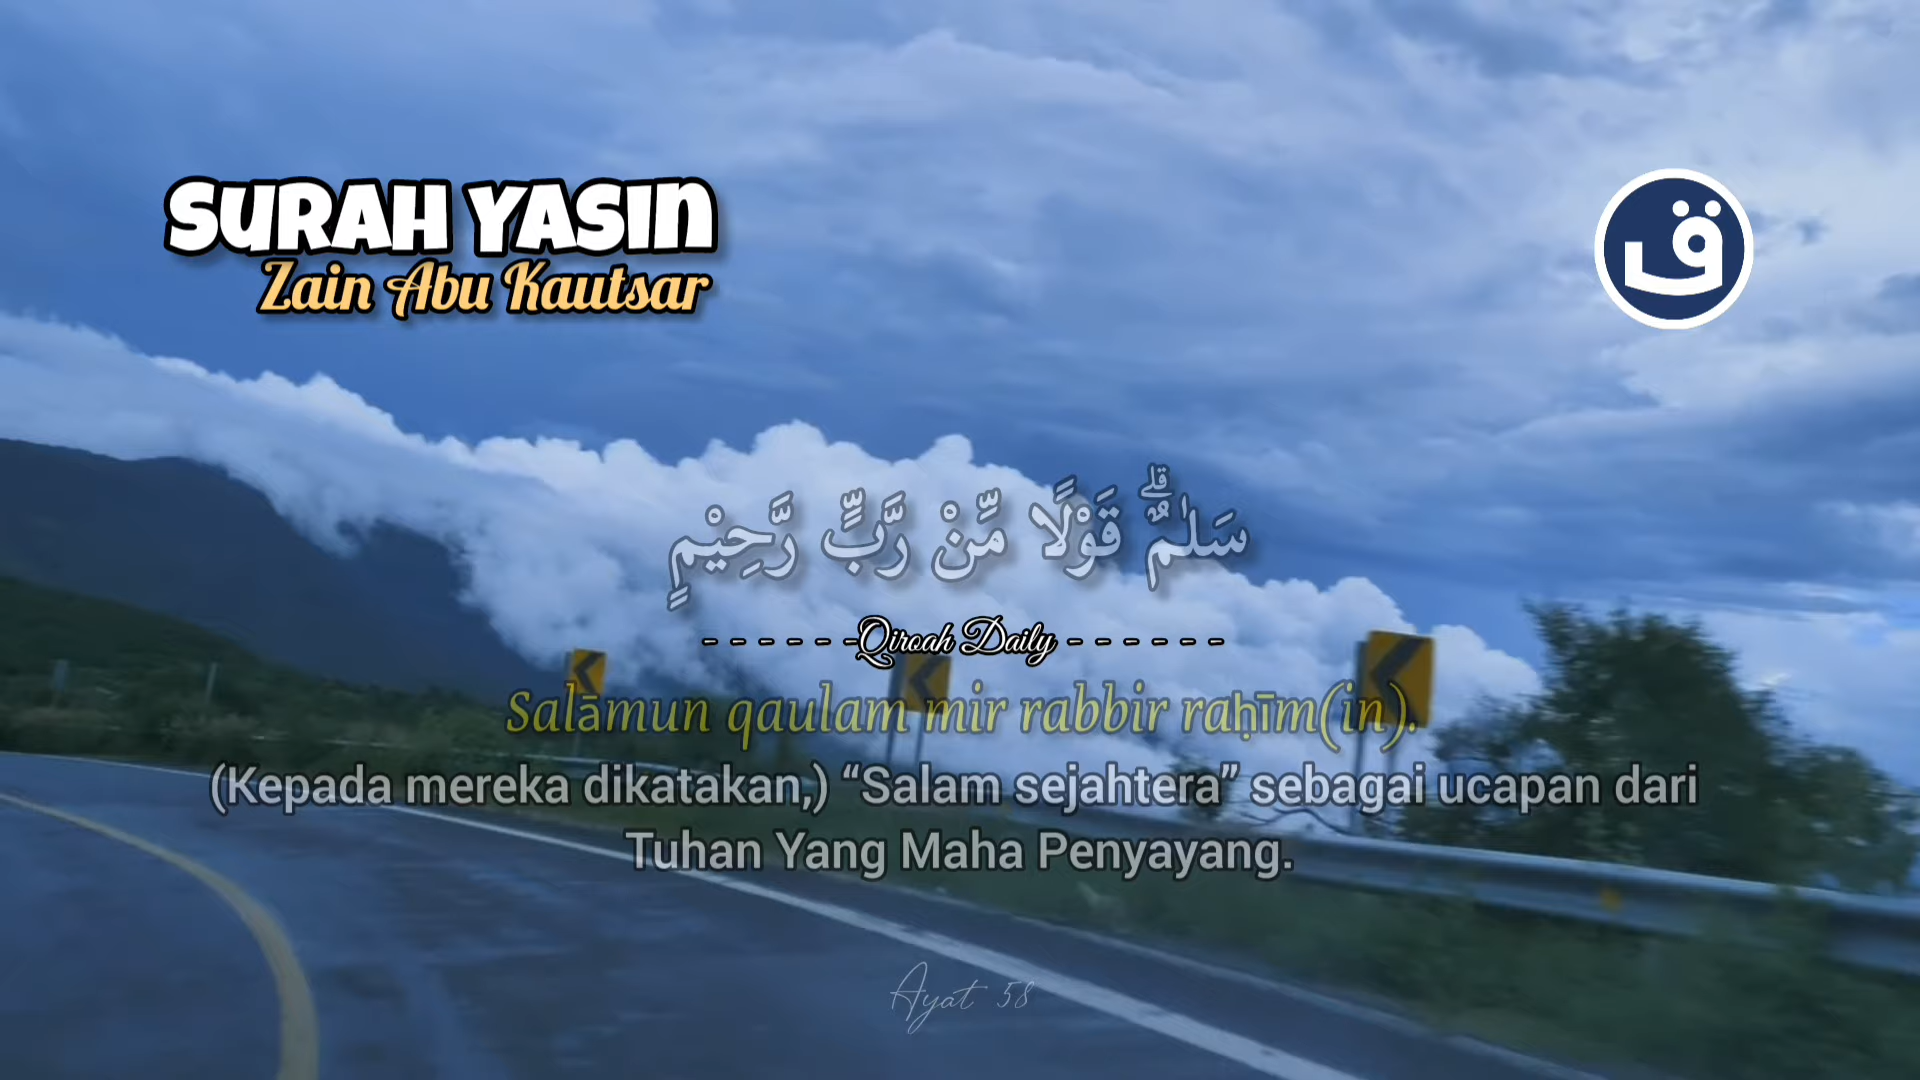 SURAH YASIN
Zain Abu Kautsar
ق
سَلٰمٌۗ قَوْلًا مِّنْ رَّبٍّ رَّحِيْمٍ
- - - - - -Qiroah Daily- - - - - -
Salāmun qaulam mir rabbir raḥīm(in).
(Kepada mereka dikatakan,) “Salam sejahtera” sebagai ucapan dari
Tuhan Yang Maha Penyayang.
Ayat 58